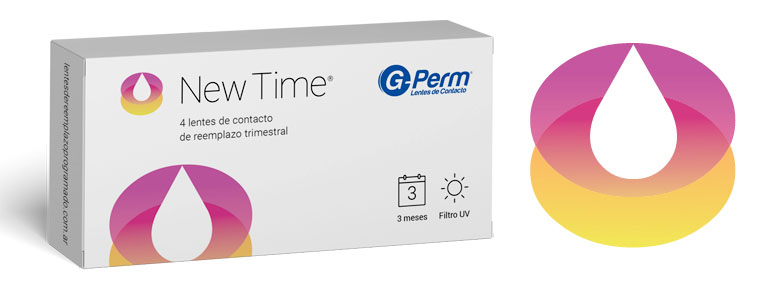 lentesdereemplazoprogramado.com.ar
New Time®
4 lentes de contacto
de reemplazo trimestral
G-Perm
Lentes de Contacto
3
3 meses
Filtro UV